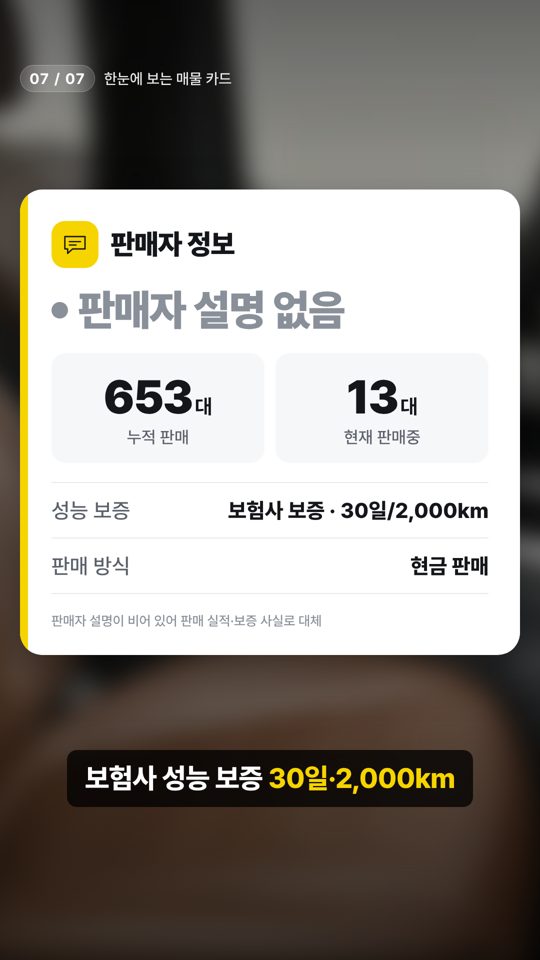 07 / 07 한눈에 보는 매물 카드
판매자 정보
• 판매자 설명 없음
653대
누적 판매
13대
현재 판매중
성능 보증 보험사 보증 · 30일/2,000km
판매 방식 현금 판매
판매자 설명이 비어 있어 판매 실적·보증 사실로 대체
보험사 성능 보증 30일·2,000km